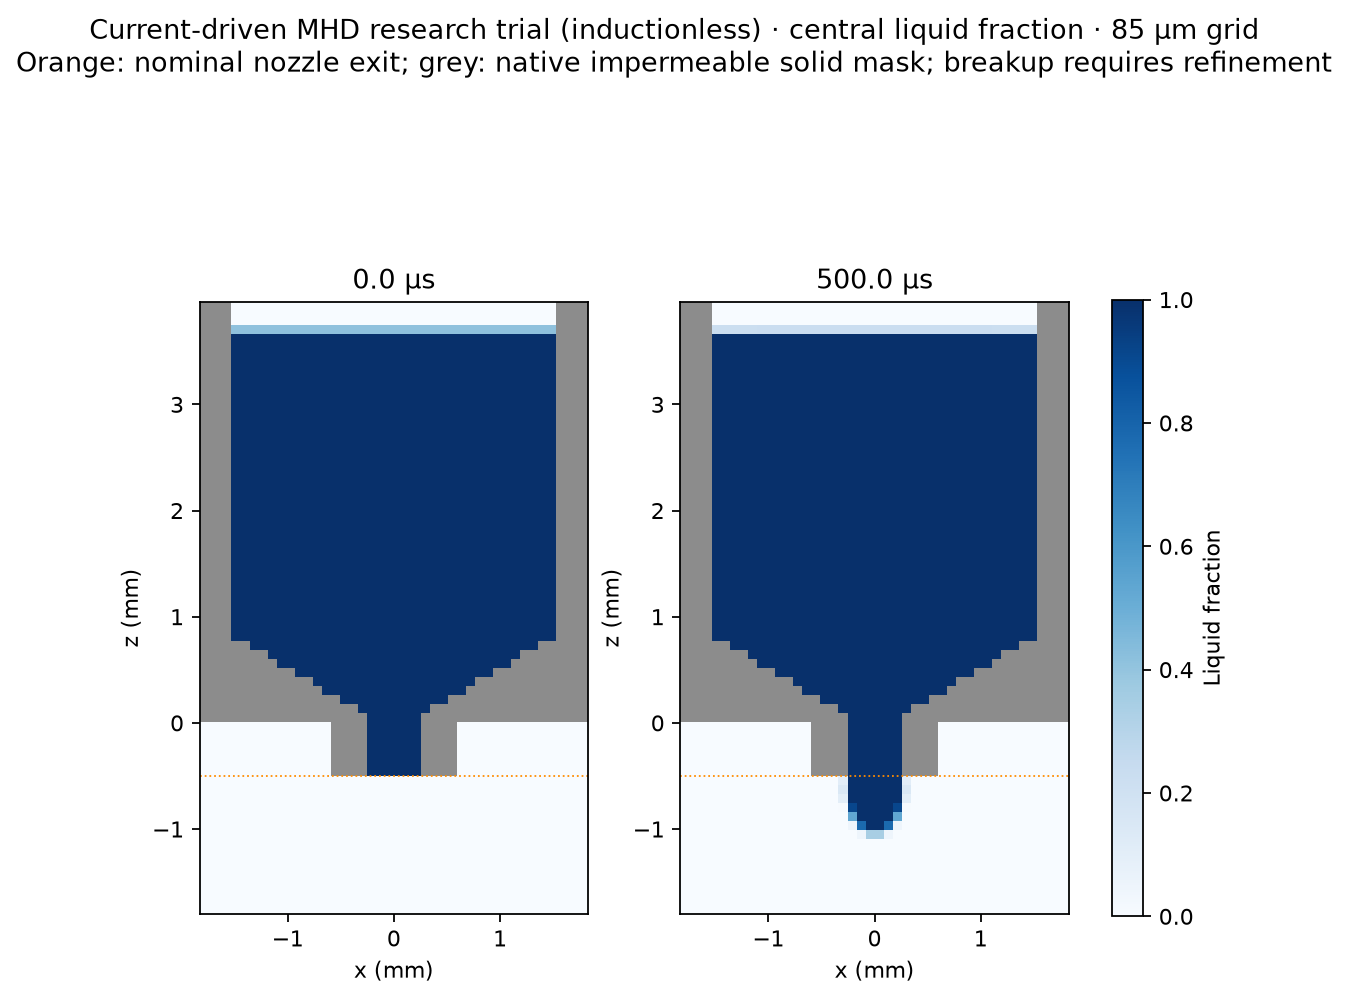 Current-driven MHD research trial (inductionless) · central liquid fraction · 85 µm grid
Orange: nominal nozzle exit; grey: native impermeable solid mask; breakup requires refinement
0.0 µs
500.0 µs
3
2
1
0
−1
z (mm)
−1
0
1
x (mm)
3
2
1
0
−1
z (mm)
−1
0
1
x (mm)
1.0
0.8
0.6
0.4
0.2
0.0
Liquid fraction